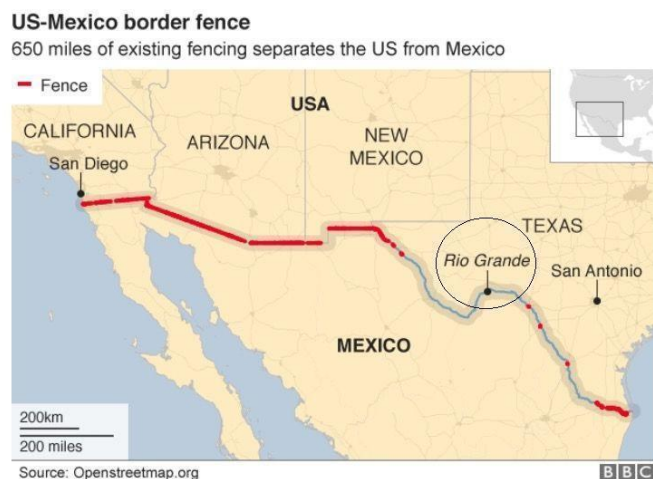 US-Mexico border fence
650 miles of existing fencing separates the US from Mexico
Fence
USA
CALIFORNIA
ARIZONA
NEW
MEXICO
San Diego
TEXAS
Rio Grande
San Antonio
MEXICO
200km
200 miles
Source: Openstreetmap.org
BBC